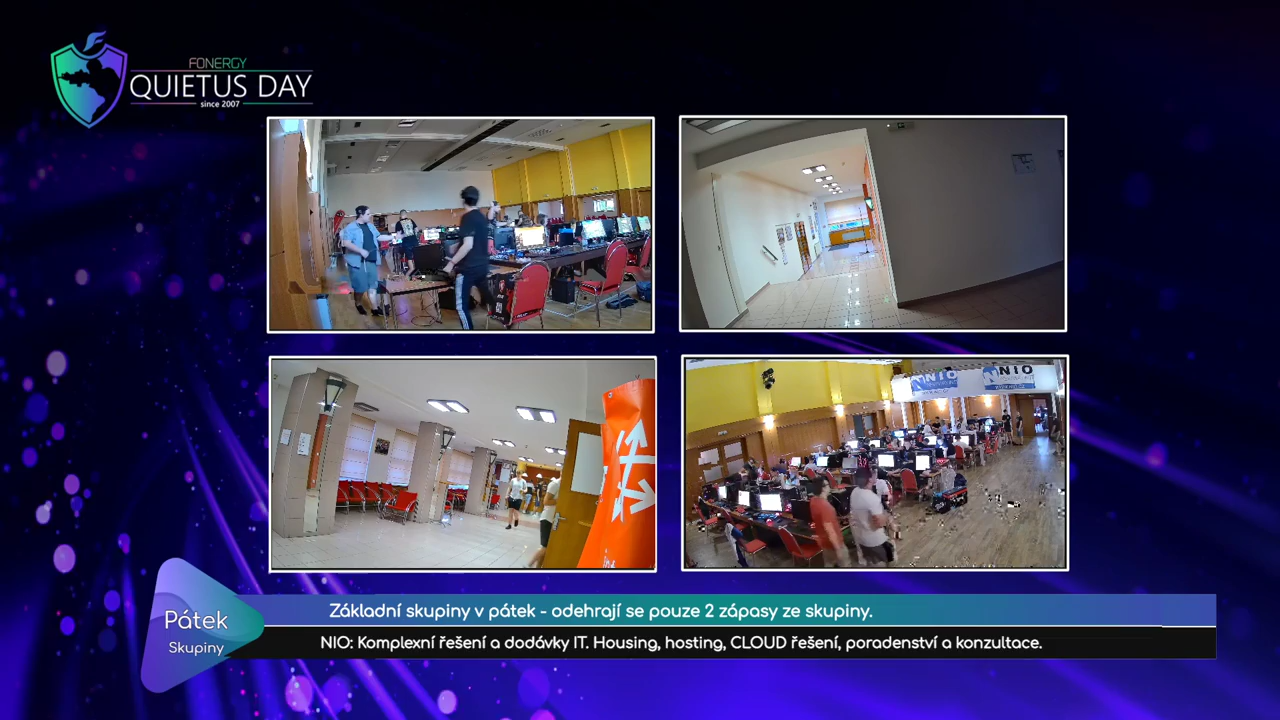 FONERGY
QUIETUS DAY
since 2007
NIO
NIO
Pátek
Skupiny
Základní skupiny v pátek - odehrají se pouze 2 zápasy ze skupiny.
NIO: Komplexní řešení a dodávky IT. Housing, hosting, CLOUD řešení, poradenství a konzultace.